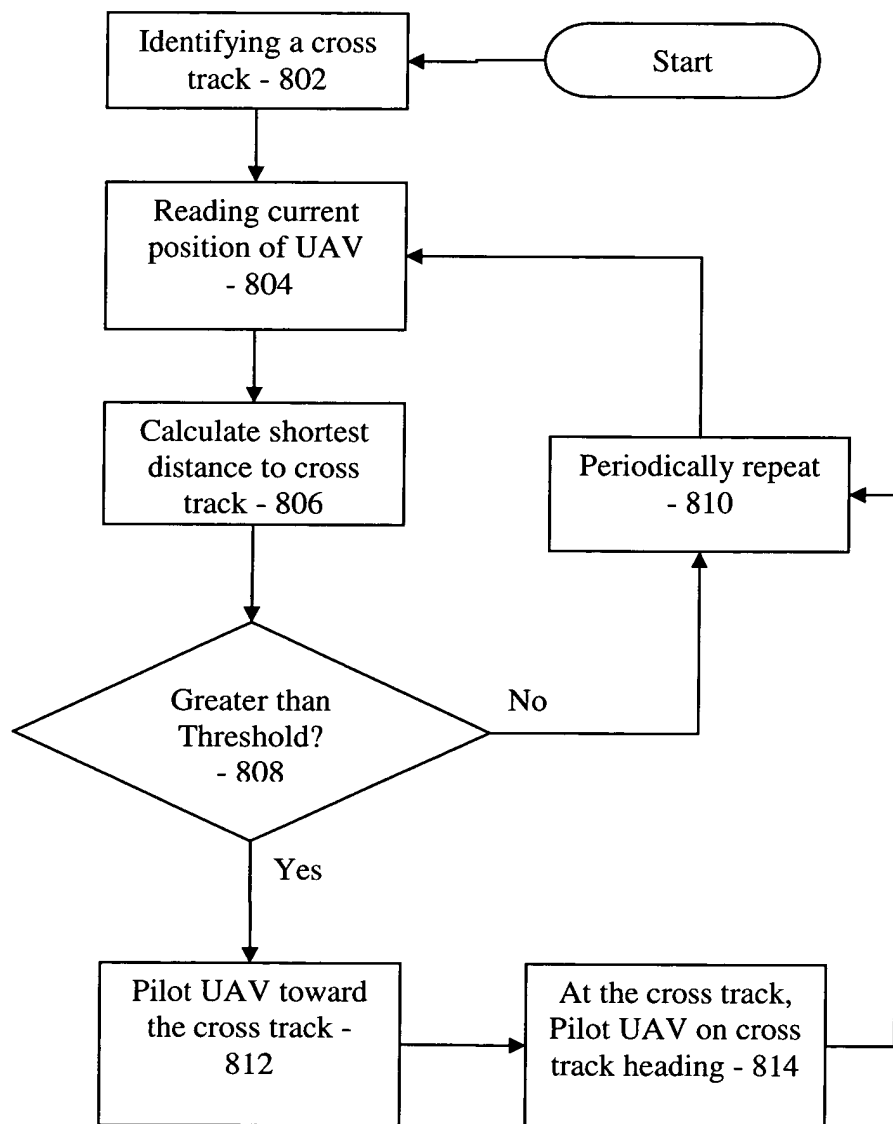 Identifying a cross
track - 802
Start
Reading current
position of UAV
- 804
Calculate shortest
distance to cross
track - 806
Periodically repeat
- 810
Greater than
Threshold?
- 808
No
Yes
Pilot UAV toward
the cross track -
812
At the cross track,
Pilot UAV on cross
track heading - 814